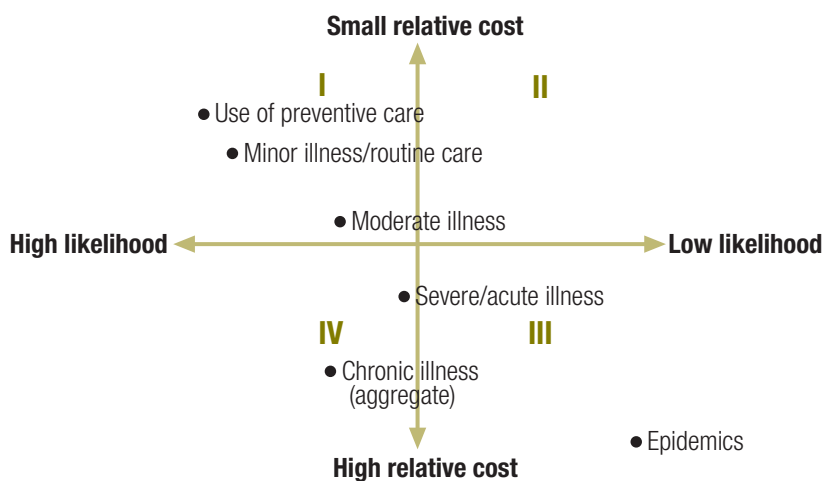 Small relative cost
I
II
Use of preventive care
Minor illness/routine care
Moderate illness
High likelihood
Low likelihood
Severe/acute illness
IV
III
Chronic illness
(aggregate)
Epidemics
High relative cost